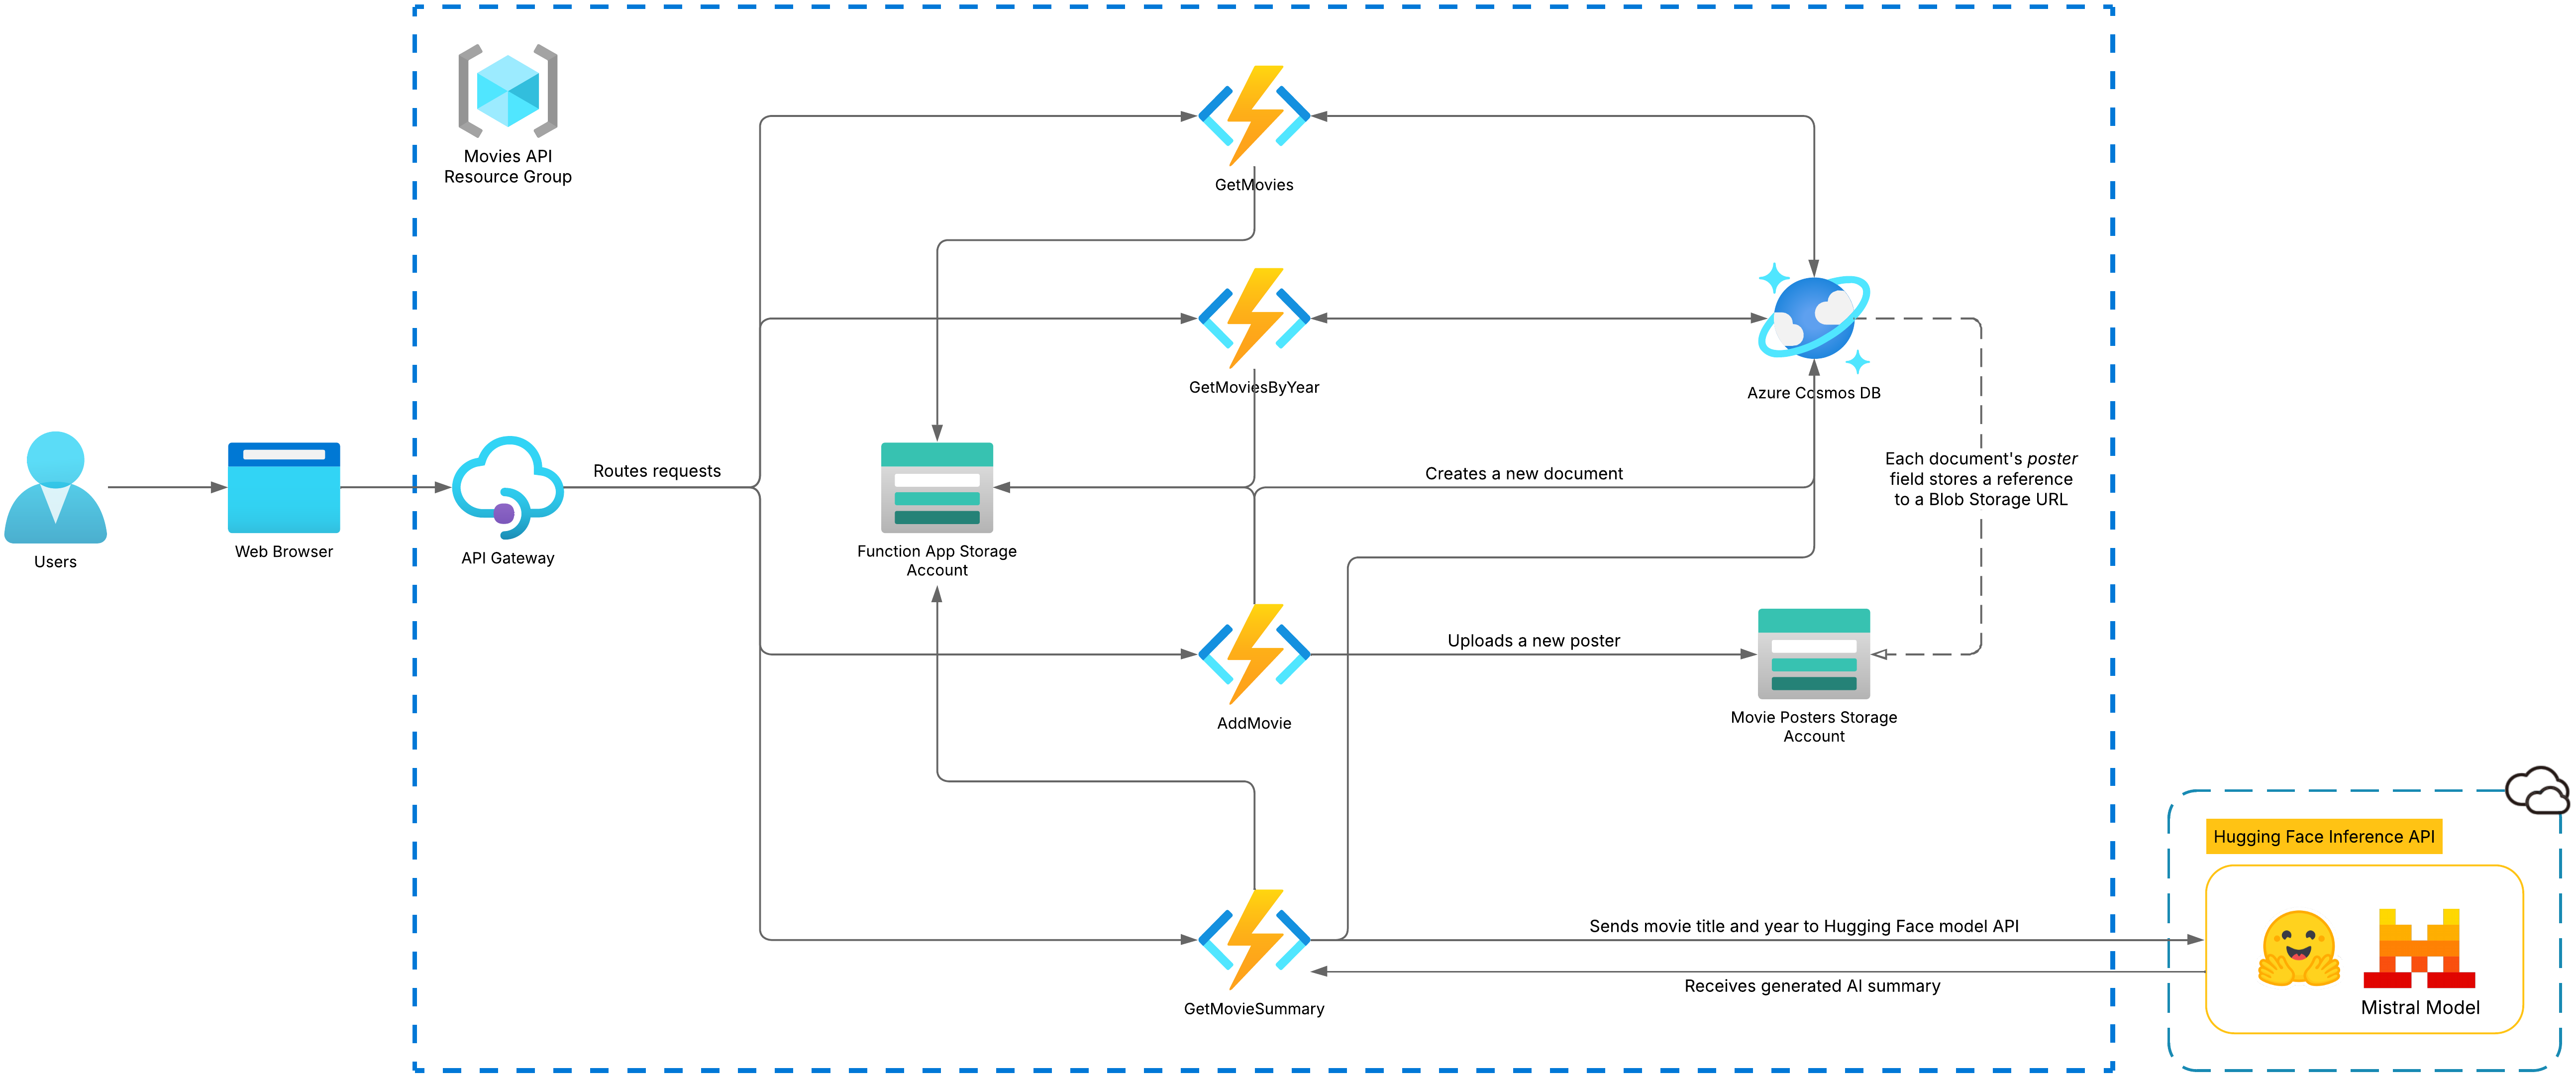 Movies API
Resource Group
GetMovies
GetMoviesByYear
Azure Cosmos DB
Users
Web Browser
API Gateway
Routes requests
Function App Storage
Account
Creates a new document
Each document's poster
field stores a reference
to a Blob Storage URL
Uploads a new poster
AddMovie
Movie Posters Storage
Account
Hugging Face Inference API
Sends movie title and year to Hugging Face model API
Receives generated AI summary
GetMovieSummary
Mistral Model